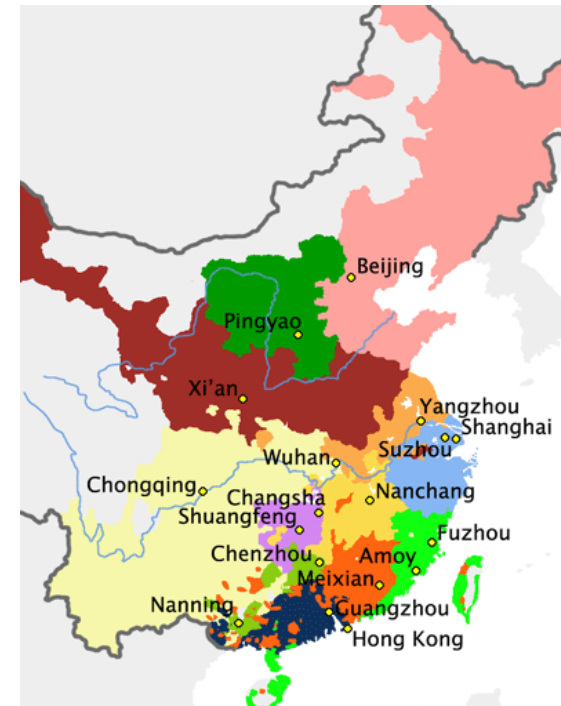 Beijing
Pingyao
Xi'an
Yangzhou
Shanghai
Suzhou
Wuhan
Chongqing
Changsha
Nanchang
Shuangfeng
Fuzhou
Chenzhou
Amoy
Meixian
Nanning
Guangzhou
Hong Kong